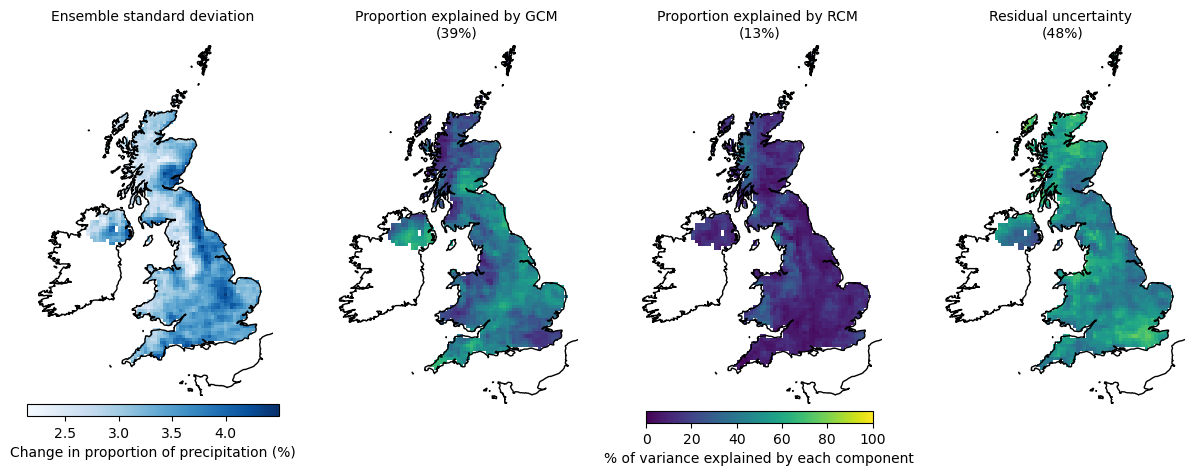 Ensemble standard deviation
Proportion explained by GCM
(39%)
Proportion explained by RCM
(13%)
Residual uncertainty
(48%)
2.5 3.0 3.5 4.0
Change in proportion of precipitation (%)
0 20 40 60 80 100
% of variance explained by each component